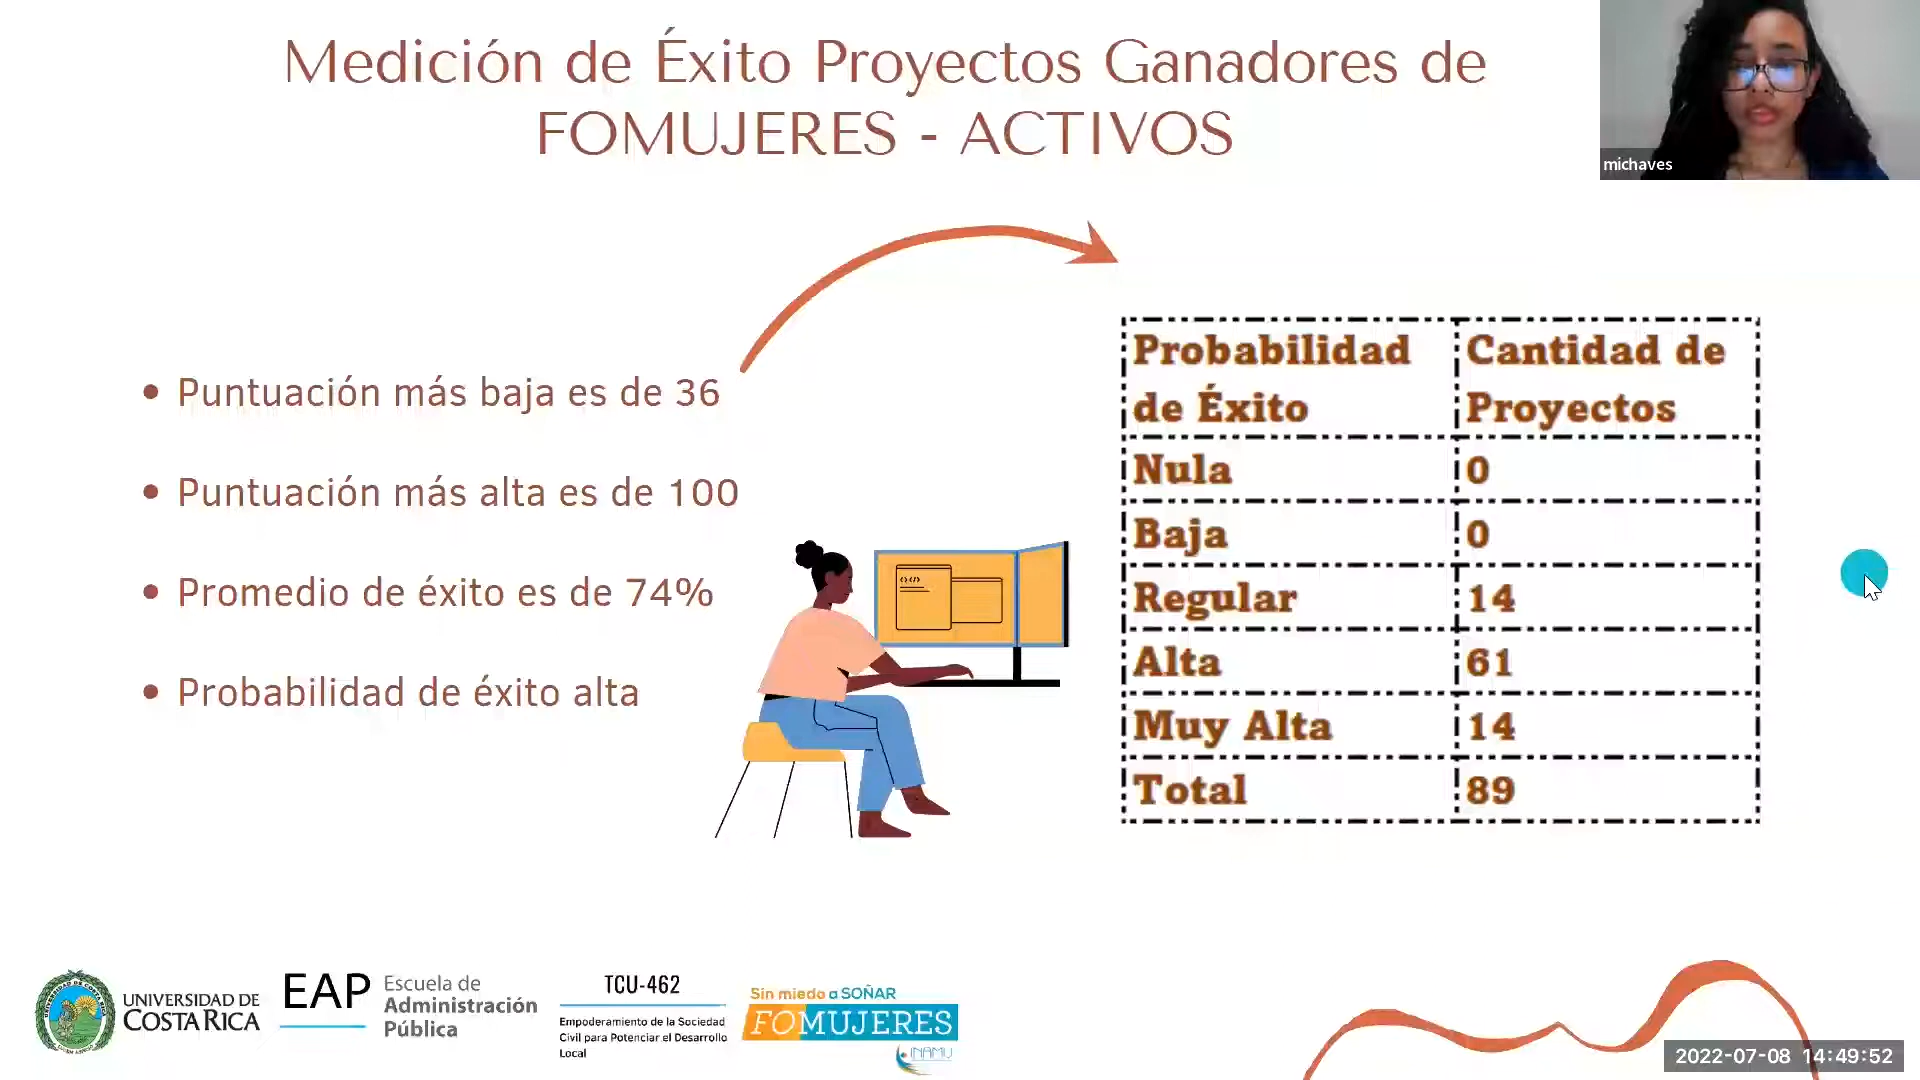 Medición de Éxito Proyectos Ganadores de
FOMUJERES - ACTIVOS
michaves
• Puntuación más baja es de 36
• Puntuación más alta es de 100
• Promedio de éxito es de 74%
• Probabilidad de éxito alta
Probabilidad de Éxito | Cantidad de Proyectos
Nula | 0
Baja | 0
Regular | 14
Alta | 61
Muy Alta | 14
Total | 89
UNIVERSIDAD DE
COSTA RICA
EAP
Escuela de
Administración
Pública
TCU-462
Empoderamiento de la Sociedad
Civil para Potenciar el Desarrollo
Local
Sin miedo a SOÑAR
FOMUJERES
INAMU
2022-07-08 14:49:52